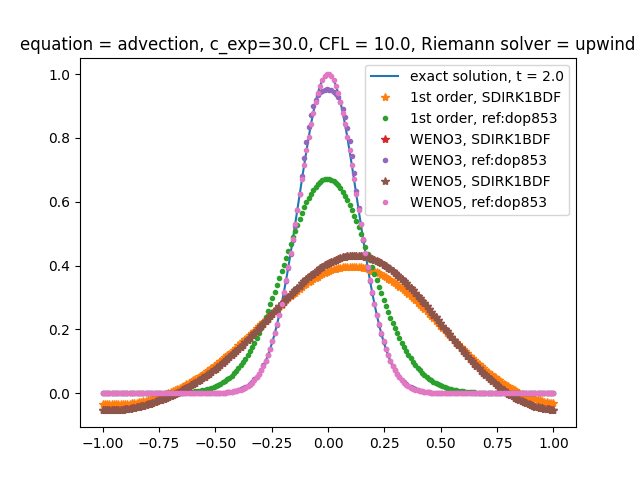 equation = advection, c_exp=30.0, CFL = 10.0, Riemann solver = upwind
exact solution, t = 2.0
1st order, SDIRK1BDF
1st order, ref:dop853
WENO3, SDIRK1BDF
WENO3, ref:dop853
WENO5, SDIRK1BDF
WENO5, ref:dop853
1.0
0.8
0.6
0.4
0.2
0.0
−1.00 −0.75 −0.50 −0.25 0.00 0.25 0.50 0.75 1.00